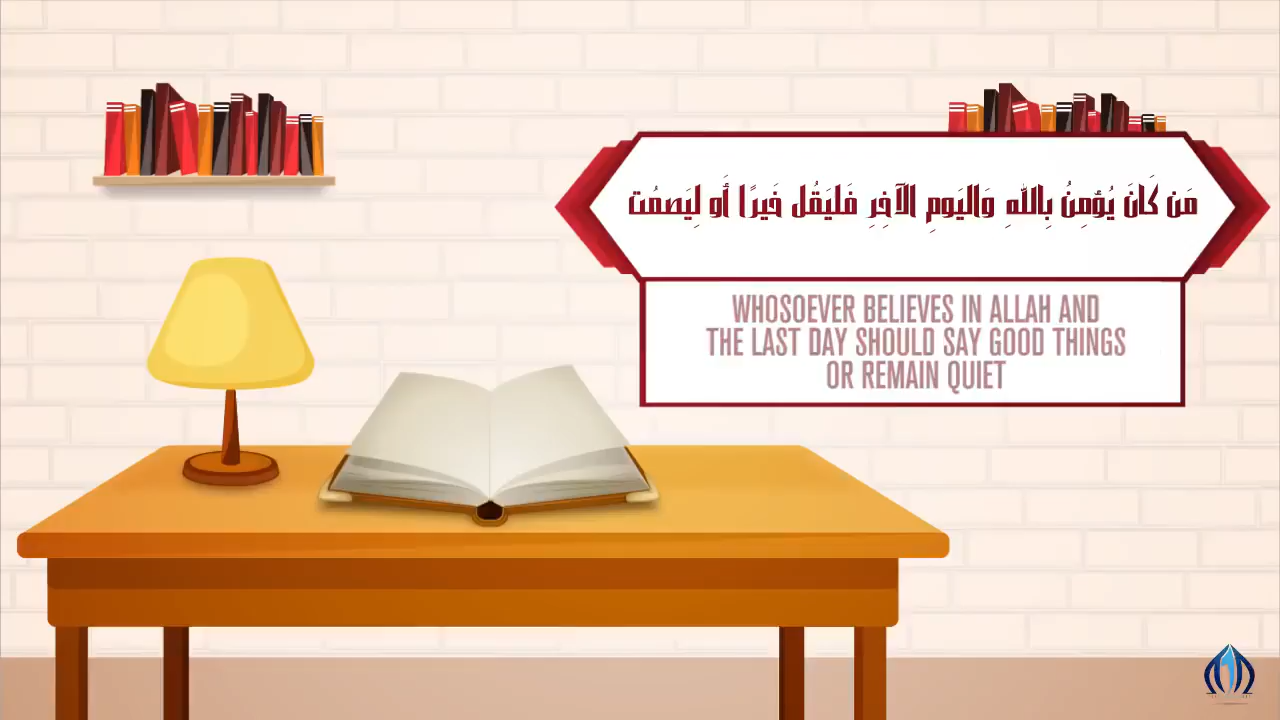 مَن كَانَ يُؤمِنُ بِاللهِ وَاليَومِ الآخِرِ فَليَقُل خَيرًا أَو لِيَصمُت
WHOSOEVER BELIEVES IN ALLAH AND
THE LAST DAY SHOULD SAY GOOD THINGS
OR REMAIN QUIET